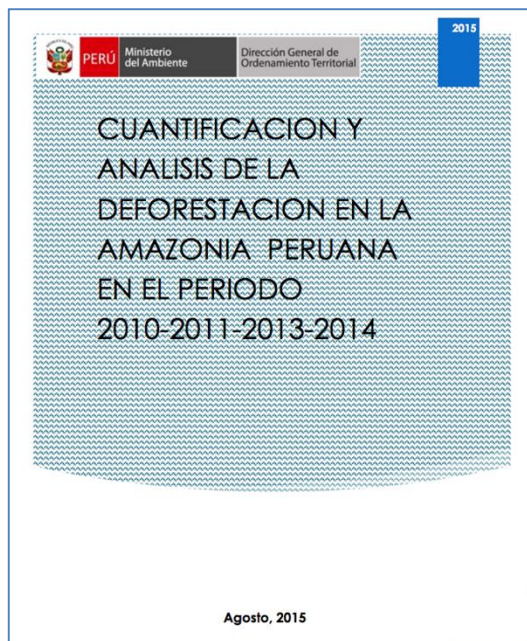 2015
PERÚ
Ministerio
del Ambiente
Dirección General de
Ordenamiento Territorial
CUANTIFICACION Y
ANALISIS DE LA
DEFORESTACION EN LA
AMAZONIA PERUANA
EN EL PERIODO
2010-2011-2013-2014
Agosto, 2015